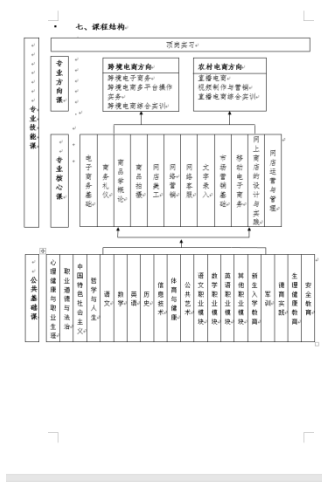 七、课程结构
项岗实习
专业技能课
专业方向课
跨境电商方向
跨境电子商务
跨境电商多平台操作
实务
跨境电商综合实训
农村电商方向
直播电商
视频制作与营销
直播电商综合实训
专业核心课
电子商务基础
商务礼仪
商品学概论
商品拍摄
网店美工
网络营销
网络客服
文字录入
市场营销基础
移动电子商务
网上商店的设计与实践
网店运营与管理
公共基础课
心理健康与职业生涯
职业道德与法治
中国特色社会主义
哲学与人生
语文
数学
英语
历史
信息技术
体育与健康
公共艺术
语文职业模块
数学职业模块
英语职业模块
其他职业模块
新生入学教育
军训
德育实践
生理健康教育
安全教育